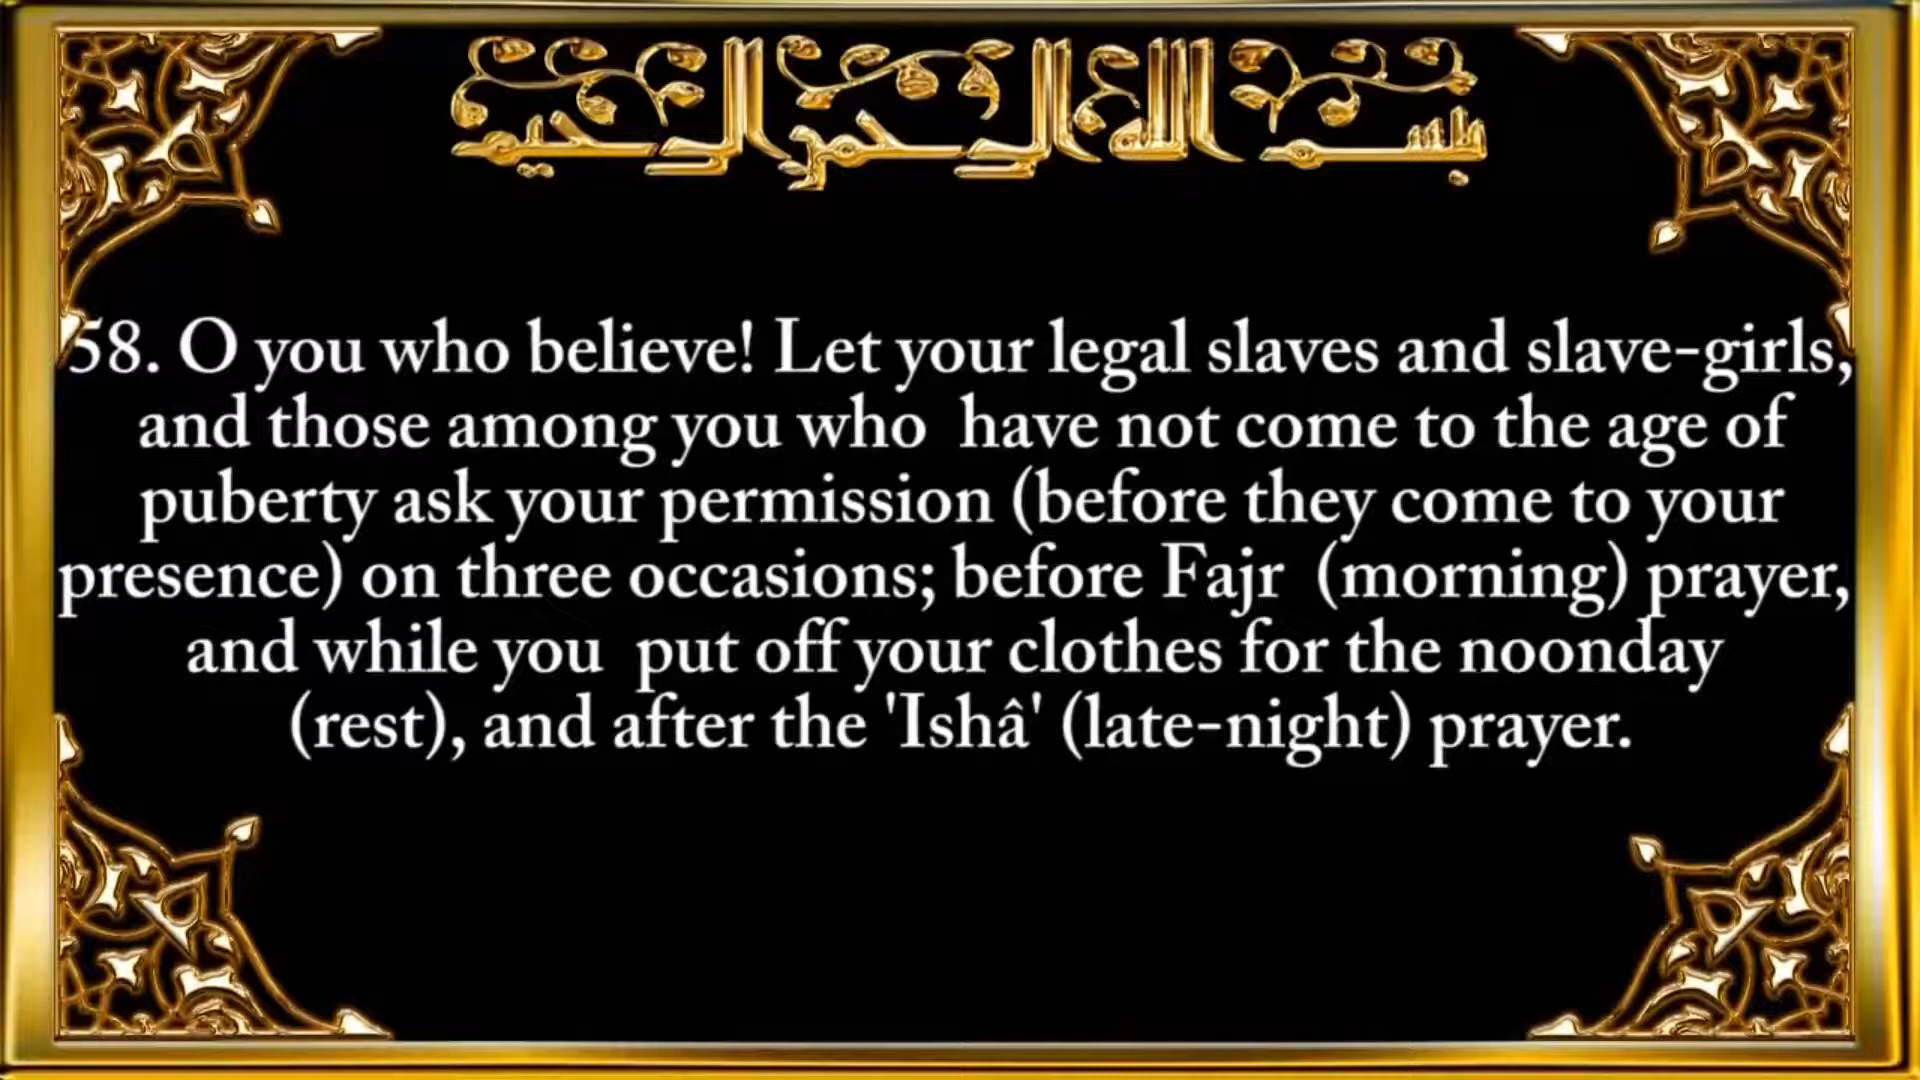 بسم الله الرحمن الرحيم
58. O you who believe! Let your legal slaves and slave-girls,
and those among you who have not come to the age of
puberty ask your permission (before they come to your
presence) on three occasions; before Fajr (morning) prayer,
and while you put off your clothes for the noonday
(rest), and after the 'Ishâ' (late-night) prayer.